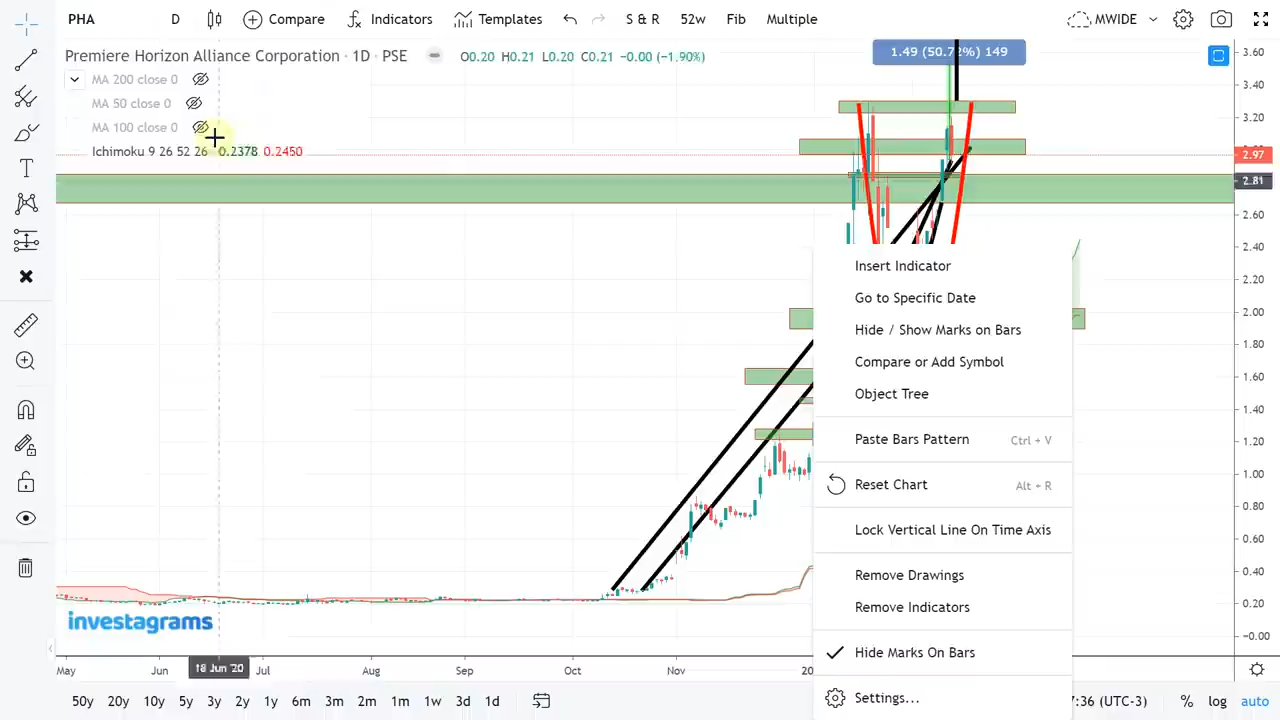 PHA D Compare Indicators Templates S & R 52w Fib Multiple MWIDE
Premiere Horizon Alliance Corporation · 1D · PSE O0.20 H0.21 L0.20 C0.21 −0.00 (−1.90%)
MA 200 close 0
MA 50 close 0
MA 100 close 0
Ichimoku 9 26 52 26 0.2378 0.2450
1.49 (50.72%) 149
3.60
3.40
3.20
2.97
2.81
2.60
2.40
2.20
2.00
1.80
1.60
1.40
1.20
1.00
0.80
0.60
0.40
0.20
−0.00
Insert Indicator
Go to Specific Date
Hide / Show Marks on Bars
Compare or Add Symbol
Object Tree
Paste Bars Pattern Ctrl + V
Reset Chart Alt + R
Lock Vertical Line On Time Axis
Remove Drawings
Remove Indicators
Hide Marks On Bars
Settings...
investagrams
May Jun 18 Jun '20 Jul Aug Sep Oct Nov
50y 20y 10y 5y 3y 2y 1y 6m 3m 2m 1m 1w 3d 1d 7:36 (UTC-3) % log auto